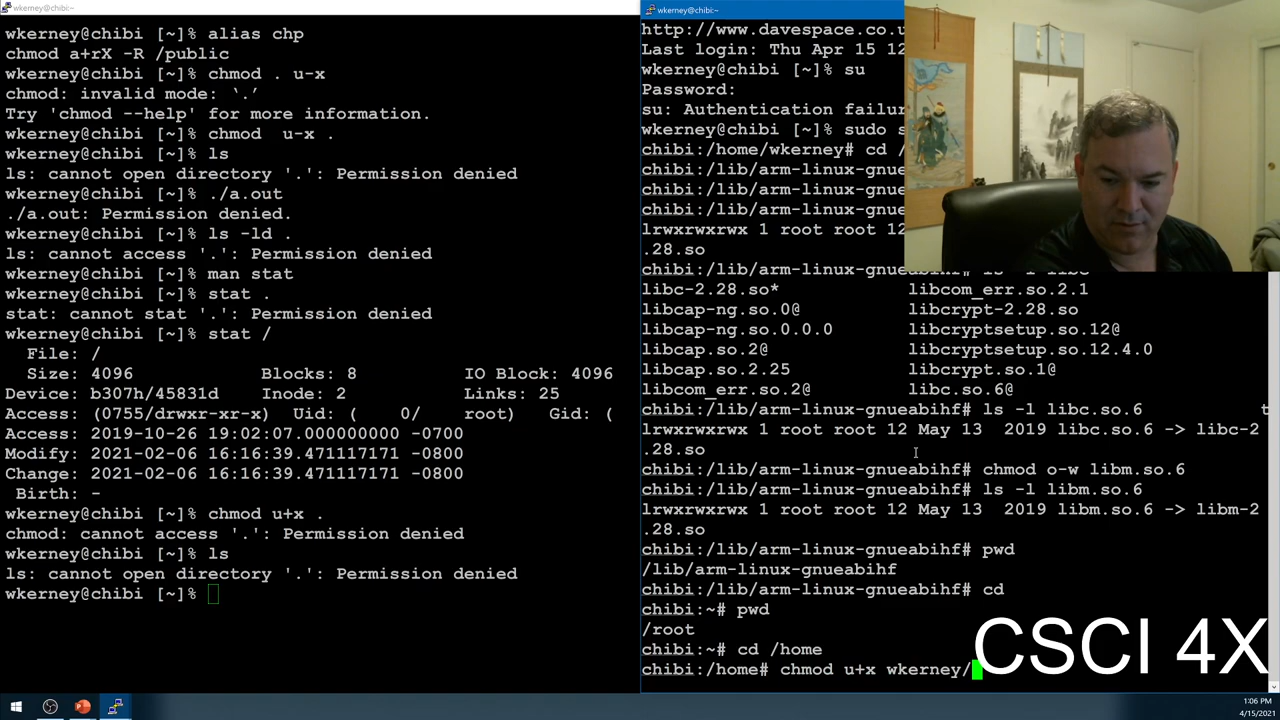 wkerney@chibi:~
wkerney@chibi [~]% alias chp
chmod a+rX -R /public
wkerney@chibi [~]% chmod . u-x
chmod: invalid mode: ‘.’
Try 'chmod --help' for more information.
wkerney@chibi [~]% chmod  u-x .
wkerney@chibi [~]% ls
ls: cannot open directory '.': Permission denied
wkerney@chibi [~]% ./a.out
./a.out: Permission denied.
wkerney@chibi [~]% ls -ld .
ls: cannot access '.': Permission denied
wkerney@chibi [~]% man stat
wkerney@chibi [~]% stat .
stat: cannot stat '.': Permission denied
wkerney@chibi [~]% stat /
  File: /
  Size: 4096            Blocks: 8          IO Block: 4096
Device: b307h/45831d    Inode: 2           Links: 25
Access: (0755/drwxr-xr-x)  Uid: (    0/    root)   Gid: (
Access: 2019-10-26 19:02:07.000000000 -0700
Modify: 2021-02-06 16:16:39.471117171 -0800
Change: 2021-02-06 16:16:39.471117171 -0800
 Birth: -
wkerney@chibi [~]% chmod u+x .
chmod: cannot access '.': Permission denied
wkerney@chibi [~]% ls
ls: cannot open directory '.': Permission denied
wkerney@chibi [~]%
wkerney@chibi:~
http://www.davespace.co.u
Last login: Thu Apr 15 12
wkerney@chibi [~]% su
Password:
su: Authentication failur
wkerney@chibi [~]% sudo s
chibi:/home/wkerney# cd /
chibi:/lib/arm-linux-gnue
chibi:/lib/arm-linux-gnue
chibi:/lib/arm-linux-gnue
lrwxrwxrwx 1 root root 12
.28.so
chibi:/lib/arm-linux-gnueabihf# ls -l libc
libc-2.28.so*           libcom_err.so.2.1
libcap-ng.so.0@         libcrypt-2.28.so
libcap-ng.so.0.0.0      libcryptsetup.so.12@
libcap.so.2@            libcryptsetup.so.12.4.0
libcap.so.2.25          libcrypt.so.1@
libcom_err.so.2@        libc.so.6@
chibi:/lib/arm-linux-gnueabihf# ls -l libc.so.6 t
lrwxrwxrwx 1 root root 12 May 13  2019 libc.so.6 -> libc-2
.28.so
chibi:/lib/arm-linux-gnueabihf# chmod o-w libm.so.6
chibi:/lib/arm-linux-gnueabihf# ls -l libm.so.6
lrwxrwxrwx 1 root root 12 May 13  2019 libm.so.6 -> libm-2
.28.so
chibi:/lib/arm-linux-gnueabihf# pwd
/lib/arm-linux-gnueabihf
chibi:/lib/arm-linux-gnueabihf# cd
chibi:~# pwd
/root
chibi:~# cd /home
chibi:/home# chmod u+x wkerney/
CSCI 4X
1:06 PM
4/15/2021